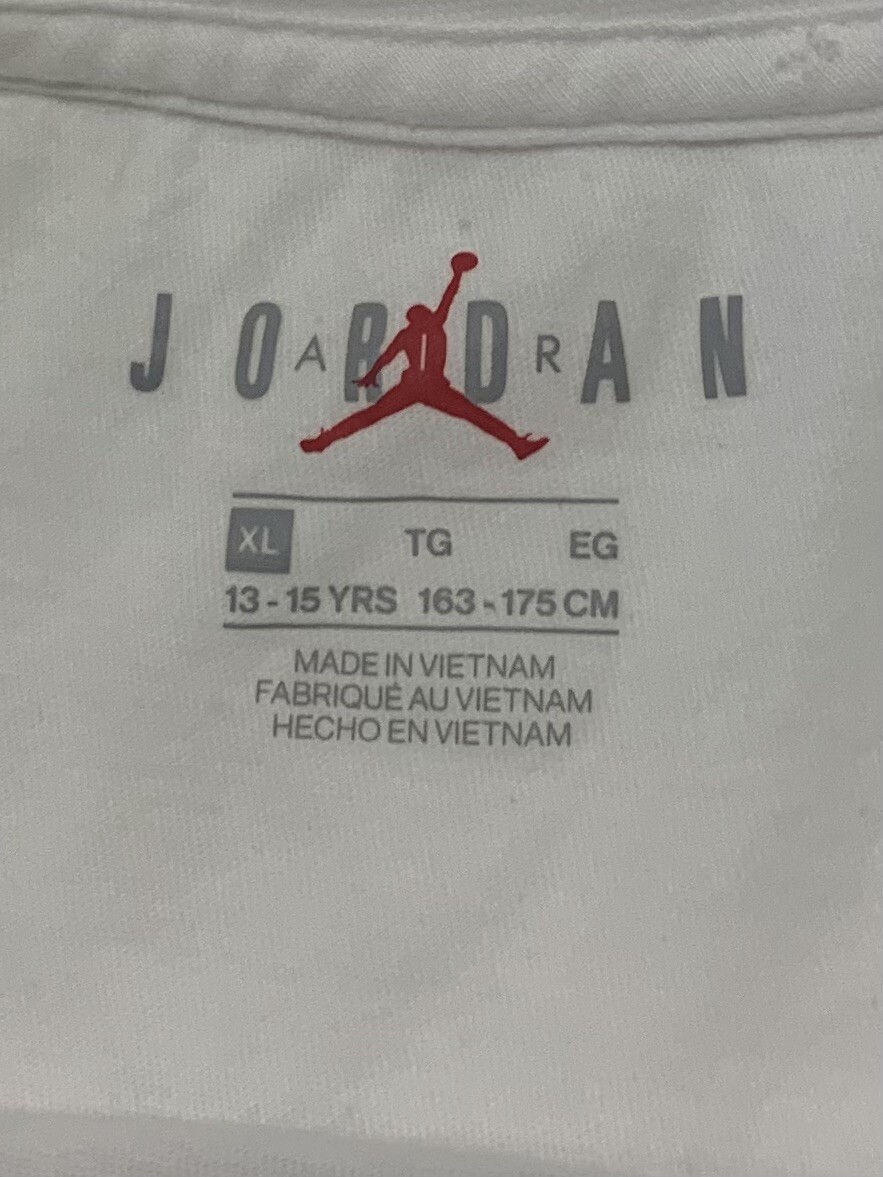 JORDAN
AIR
XL TG EG
13-15 YRS 163-175 CM
MADE IN VIETNAM
FABRIQUÉ AU VIETNAM
HECHO EN VIETNAM